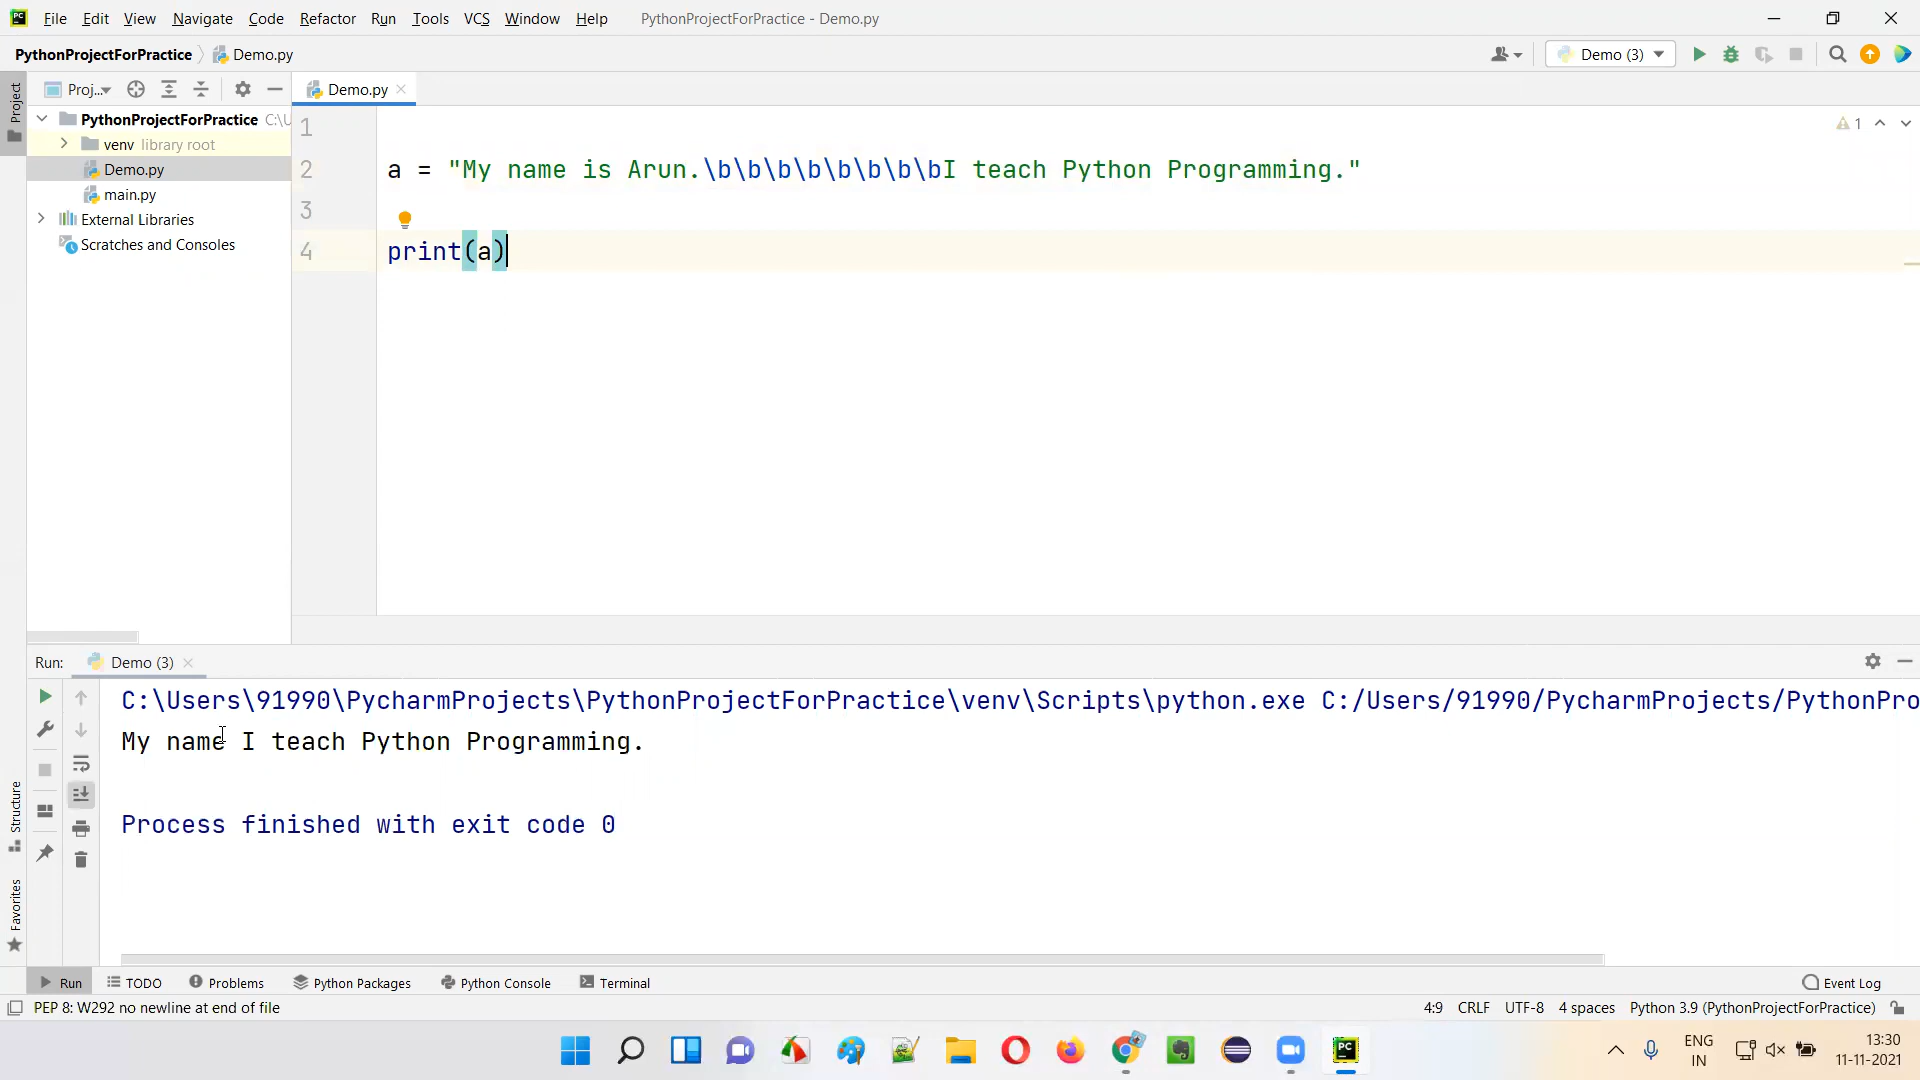 File Edit View Navigate Code Refactor Run Tools VCS Window Help PythonProjectForPractice - Demo.py
PythonProjectForPractice Demo.py Demo (3)
Project Proj... Demo.py
PythonProjectForPractice C:\U
venv library root
Demo.py
main.py
External Libraries
Scratches and Consoles
1
2 a = "My name is Arun.\b\b\b\b\b\b\b\bI teach Python Programming."
3
4 print(a)
1
Run: Demo (3)
C:\Users\91990\PycharmProjects\PythonProjectForPractice\venv\Scripts\python.exe C:/Users/91990/PycharmProjects/PythonPro
My name I teach Python Programming.
Process finished with exit code 0
Structure
Favorites
Run TODO Problems Python Packages Python Console Terminal Event Log
PEP 8: W292 no newline at end of file 4:9 CRLF UTF-8 4 spaces Python 3.9 (PythonProjectForPractice)
ENG 13:30
IN 11-11-2021